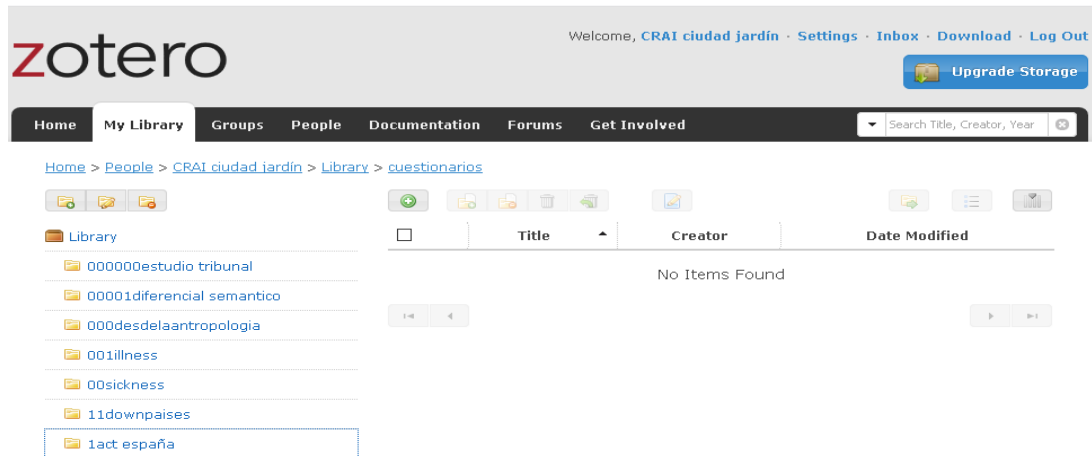 zotero
Welcome, CRAI ciudad jardín · Settings · Inbox · Download · Log Out
Upgrade Storage
Home My Library Groups People Documentation Forums Get Involved
Search Title, Creator, Year
Home > People > CRAI ciudad jardín > Library > cuestionarios
Library
000000estudio tribunal
00001diferencial semantico
000desdelaantropologia
001illness
00sickness
11downpaises
1act españa
Title Creator Date Modified
No Items Found